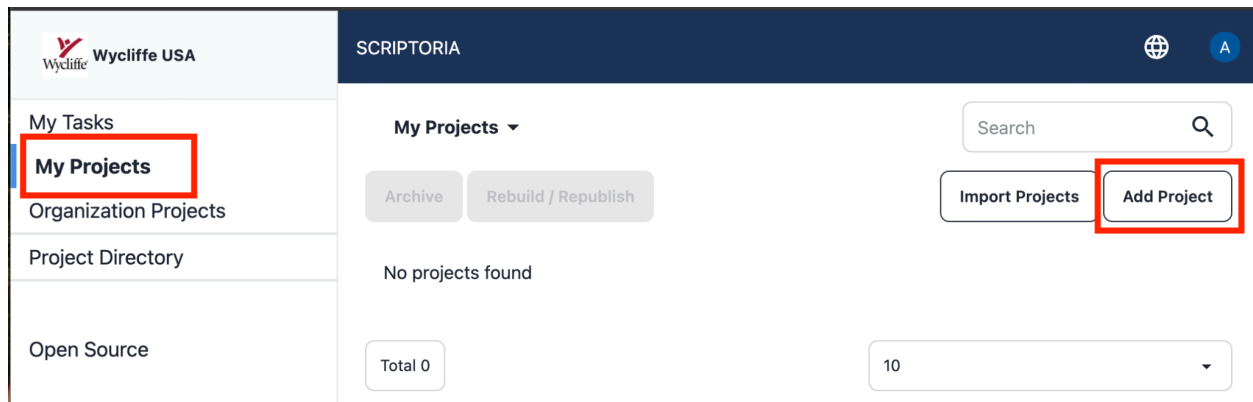 Wycliffe Wycliffe USA
SCRIPTORIA
A
My Tasks
My Projects
Organization Projects
Project Directory
Open Source
My Projects
Search
Archive
Rebuild / Republish
Import Projects
Add Project
No projects found
Total 0
10